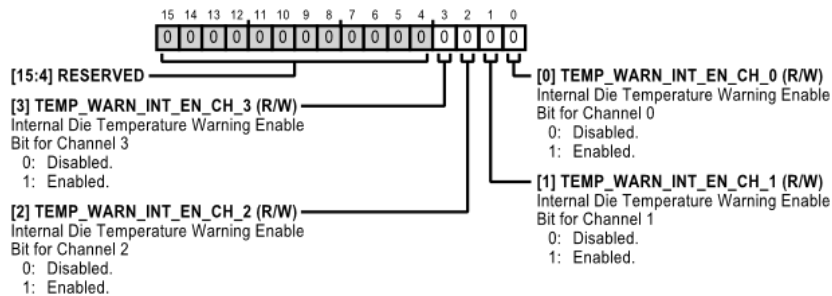 15 14 13 12 11 10 9 8 7 6 5 4 3 2 1 0
0 0 0 0 0 0 0 0 0 0 0 0 0 0 0 0
[15:4] RESERVED
[3] TEMP_WARN_INT_EN_CH_3 (R/W)
Internal Die Temperature Warning Enable
Bit for Channel 3
0: Disabled.
1: Enabled.
[2] TEMP_WARN_INT_EN_CH_2 (R/W)
Internal Die Temperature Warning Enable
Bit for Channel 2
0: Disabled.
1: Enabled.
[0] TEMP_WARN_INT_EN_CH_0 (R/W)
Internal Die Temperature Warning Enable
Bit for Channel 0
0: Disabled.
1: Enabled.
[1] TEMP_WARN_INT_EN_CH_1 (R/W)
Internal Die Temperature Warning Enable
Bit for Channel 1
0: Disabled.
1: Enabled.